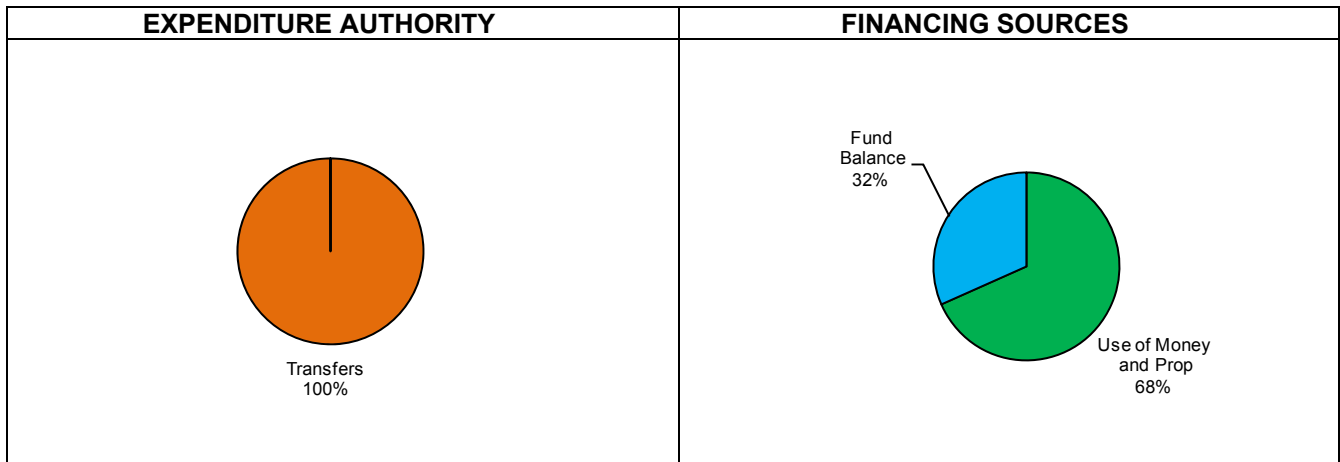 EXPENDITURE AUTHORITY
Transfers
100%
FINANCING SOURCES
Fund
Balance
32%
Use of Money
and Prop
68%